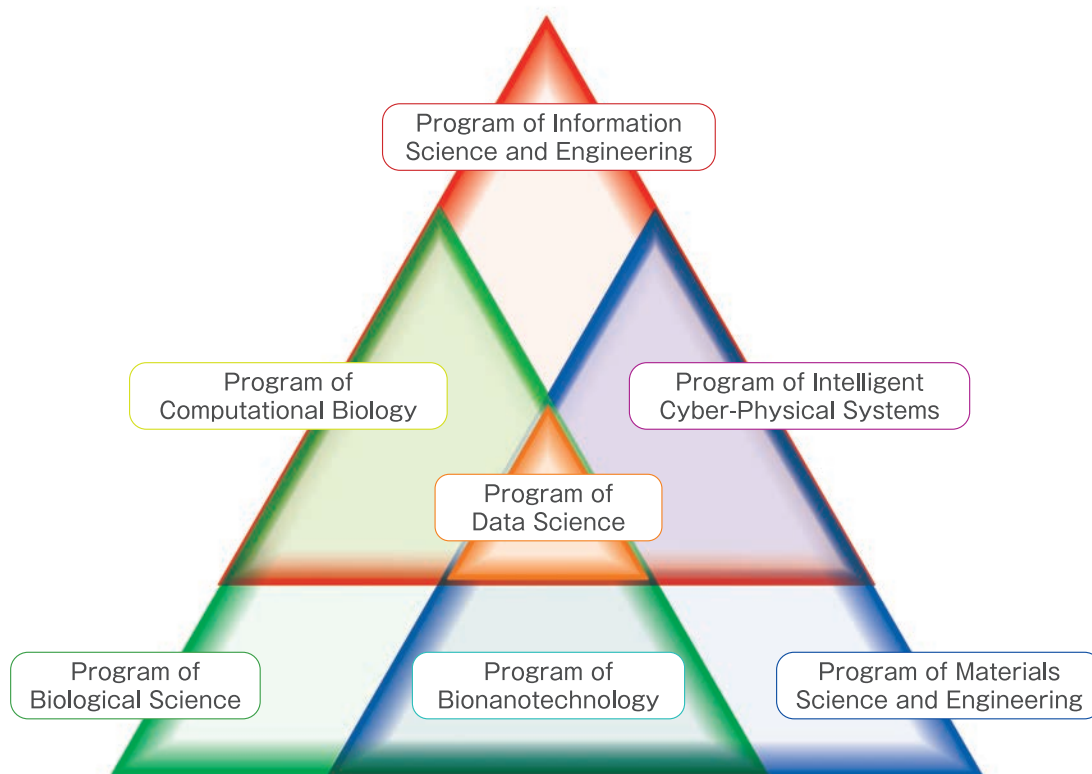 Program of Information
Science and Engineering
Program of
Computational Biology
Program of Intelligent
Cyber-Physical Systems
Program of
Data Science
Program of
Biological Science
Program of
Bionanotechnology
Program of Materials
Science and Engineering